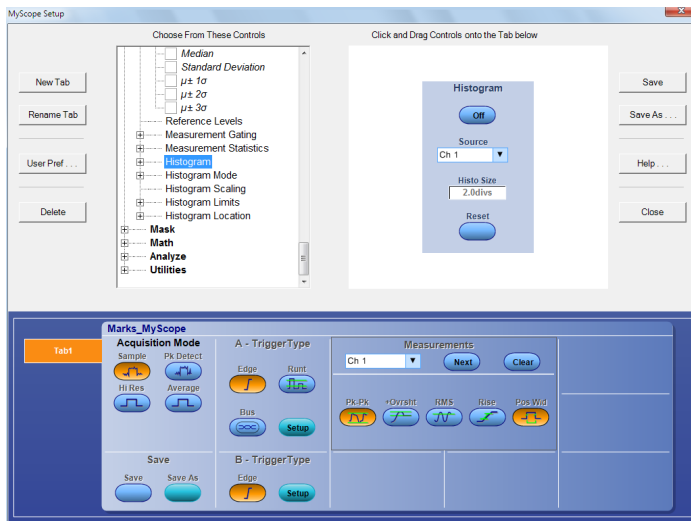 MyScope Setup
Choose From These Controls
Click and Drag Controls onto the Tab below
New Tab
Rename Tab
User Pref . . .
Delete
Median
Standard Deviation
μ± 1σ
μ± 2σ
μ± 3σ
Reference Levels
Measurement Gating
Measurement Statistics
Histogram
Histogram Mode
Histogram Scaling
Histogram Limits
Histogram Location
Mask
Math
Analyze
Utilities
Histogram
Off
Source
Ch 1
Histo Size
2.0divs
Reset
Save
Save As . . .
Help . . .
Close
Tab1
Marks_MyScope
Acquisition Mode
Sample Pk Detect
Hi Res Average
Save
Save Save As
A - TriggerType
Edge Runt
Bus
Setup
B - TriggerType
Edge
Setup
Measurements
Ch 1 Next Clear
Pk-Pk +Ovrsht RMS Rise Pos Wid